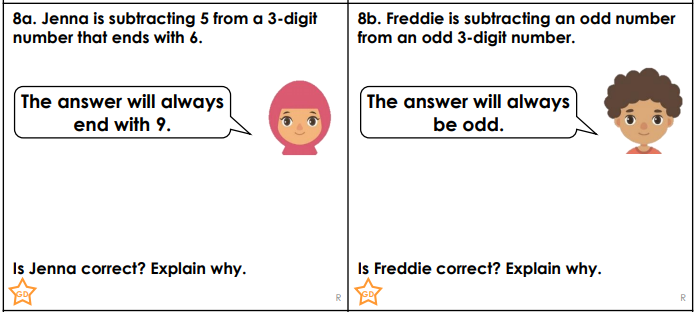 8a. Jenna is subtracting 5 from a 3-digit
number that ends with 6.
The answer will always
end with 9.
Is Jenna correct? Explain why.
GD
R
8b. Freddie is subtracting an odd number
from an odd 3-digit number.
The answer will always
be odd.
Is Freddie correct? Explain why.
GD
R